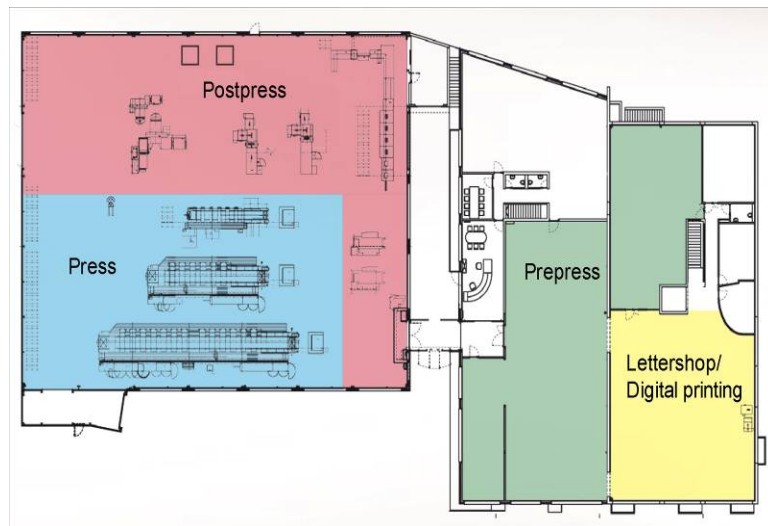 Postpress
Press
Prepress
Lettershop/
Digital printing